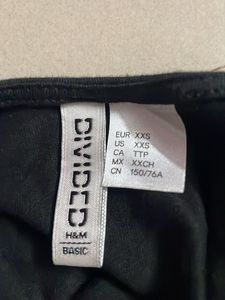 DIVIDED
H&M
BASIC
EUR XXS
US XXS
CA TTP
MX XXCH
CN 150/76A